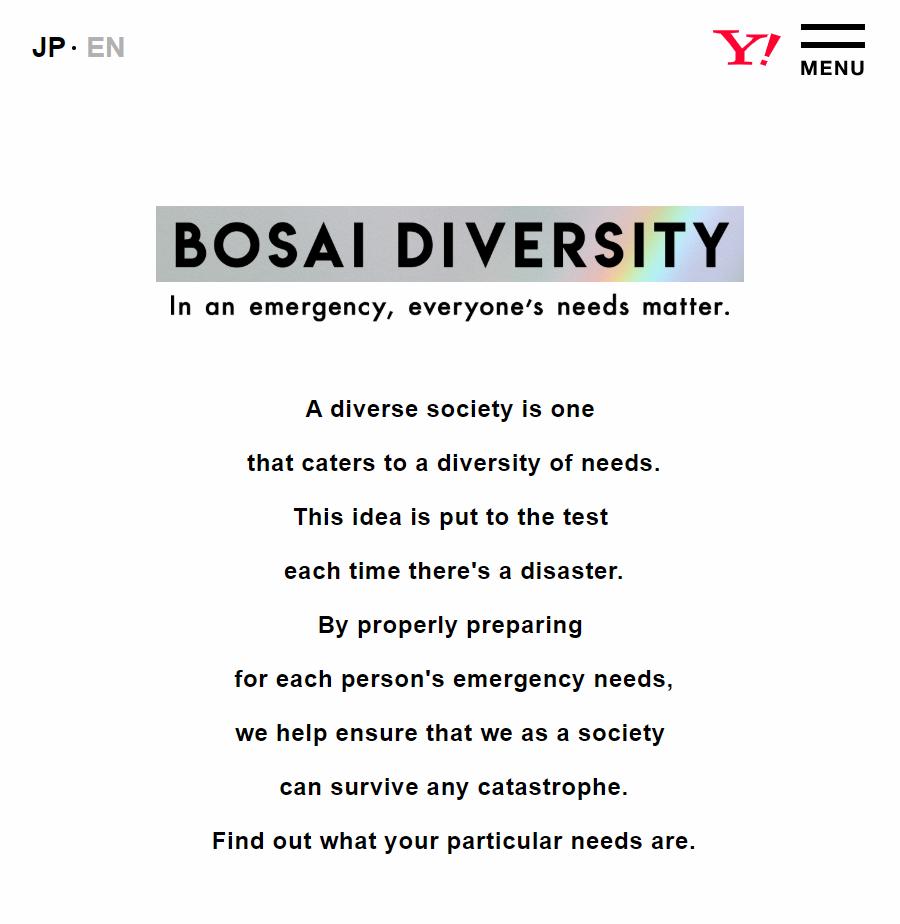 JP · EN
Y!
MENU
BOSAI DIVERSITY
In an emergency, everyone's needs matter.
A diverse society is one
that caters to a diversity of needs.
This idea is put to the test
each time there's a disaster.
By properly preparing
for each person's emergency needs,
we help ensure that we as a society
can survive any catastrophe.
Find out what your particular needs are.